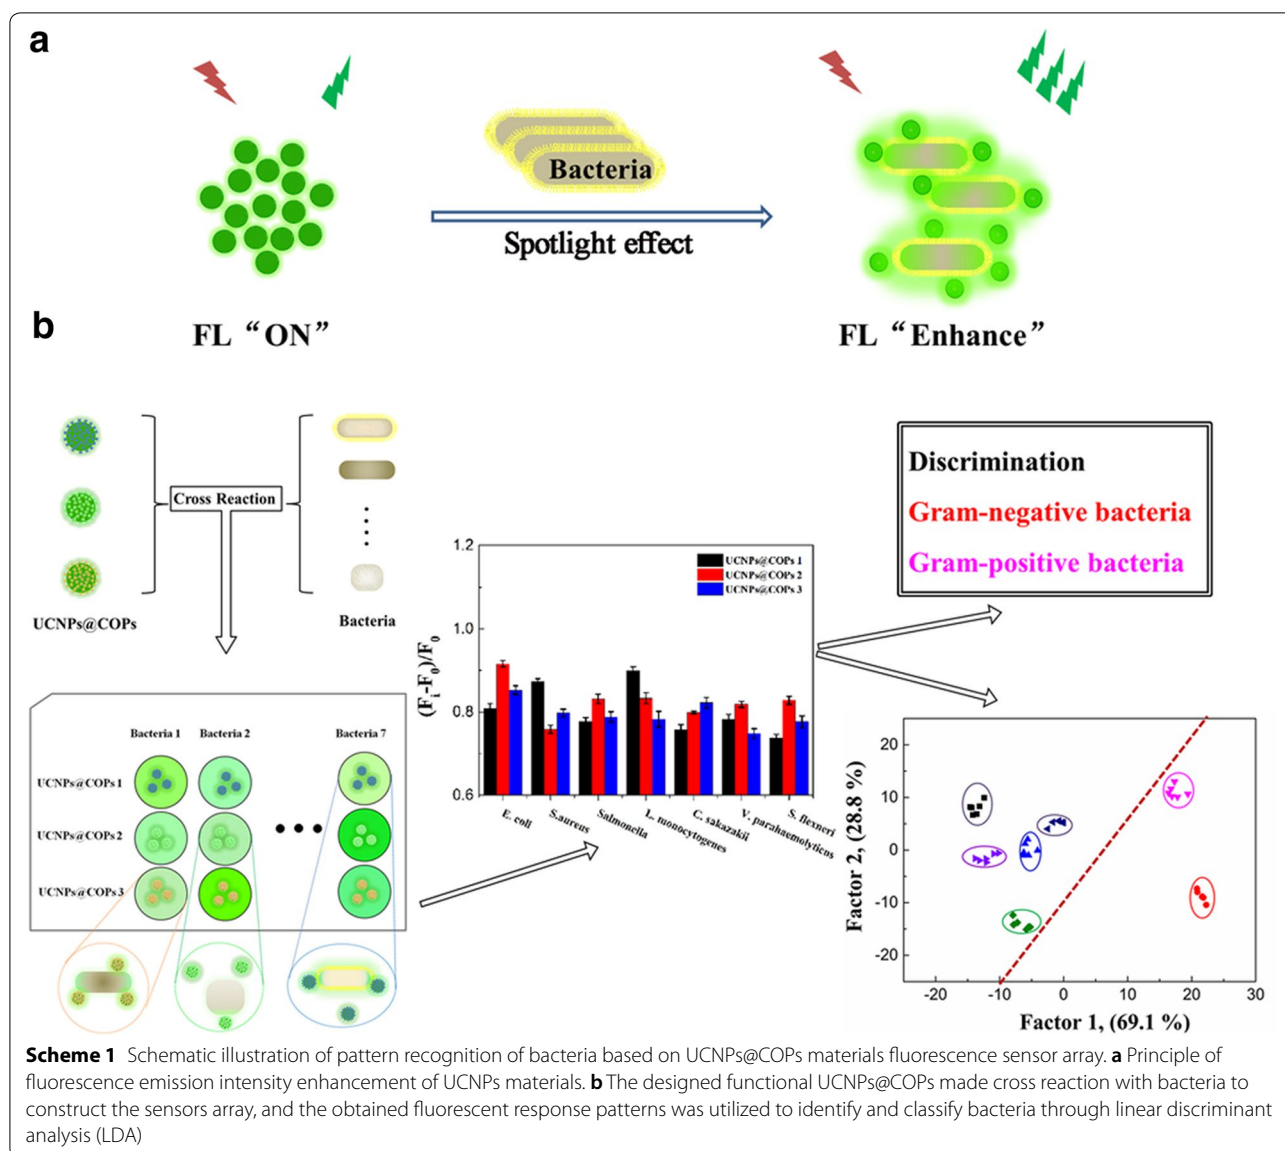 a
Bacteria
Spotlight effect
FL “ON”
FL “Enhance”
b
Cross Reaction
UCNPs@COPs
Bacteria
Discrimination
Gram-negative bacteria
Gram-positive bacteria
Bacteria 1 Bacteria 2 Bacteria 7
UCNPs@COPs 1
UCNPs@COPs 2
UCNPs@COPs 3
(Fi-F0)/F0
1.2
1.0
0.8
0.6
UCNPs@COPs 1
UCNPs@COPs 2
UCNPs@COPs 3
E. coli
S.aureus
Salmonella
L. monocytogenes
C. sakazakii
V. parahaemolyticus
S. flexneri
Factor 2, (28.8 %)
20
10
0
-10
-20
-20 -10 0 10 20 30
Factor 1, (69.1 %)
Scheme 1 Schematic illustration of pattern recognition of bacteria based on UCNPs@COPs materials fluorescence sensor array. a Principle of
fluorescence emission intensity enhancement of UCNPs materials. b The designed functional UCNPs@COPs made cross reaction with bacteria to
construct the sensors array, and the obtained fluorescent response patterns was utilized to identify and classify bacteria through linear discriminant
analysis (LDA)